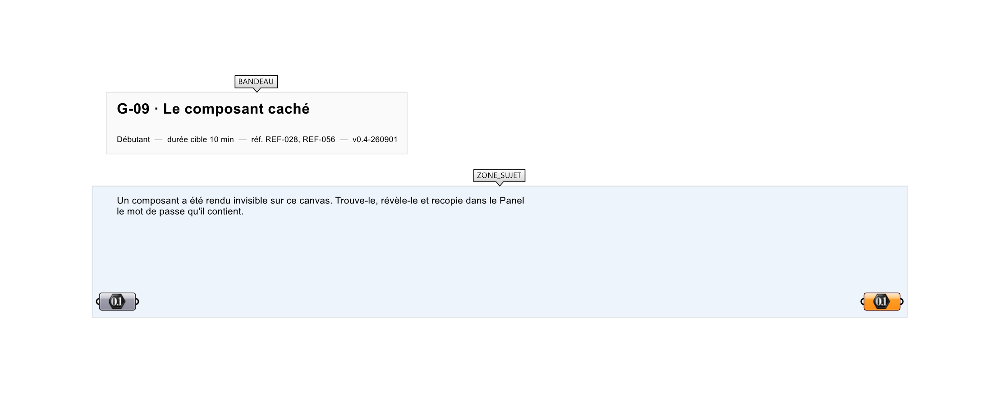 BANDEAU
G-09 · Le composant caché
Débutant — durée cible 10 min — réf. REF-028, REF-056 — v0.4-260901
ZONE_SUJET
Un composant a été rendu invisible sur ce canvas. Trouve-le, révèle-le et recopie dans le Panel
le mot de passe qu'il contient.
0.1
0.1